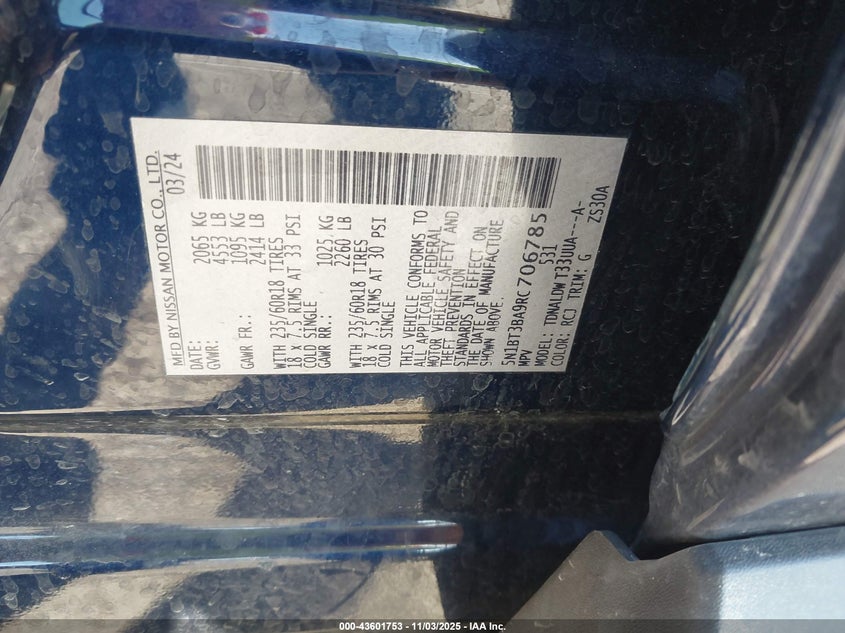 MFD BY NISSAN MOTOR CO., LTD.
DATE: 03/24
GVWR: 2065 KG
4553 LB
GAWR FR.: 1095 KG
2414 LB
WITH 235/60R18 TIRES
18 X 7.5 RIMS AT 33 PSI
COLD SINGLE
GAWR RR.: 1025 KG
2260 LB
WITH 235/60R18 TIRES
18 X 7.5 RIMS AT 30 PSI
COLD SINGLE
THIS VEHICLE CONFORMS TO
ALL APPLICABLE FEDERAL
MOTOR VEHICLE SAFETY AND
THEFT PREVENTION
STANDARDS IN EFFECT ON
THE DATE OF MANUFACTURE
SHOWN ABOVE.
5N1BT3BA9RC706785
MPV 531
MODEL: TDNALDWT33UUA---A-
COLOR: RCJ TRIM: G ZS30A
000-43601753 - 11/03/2025 - IAA Inc.